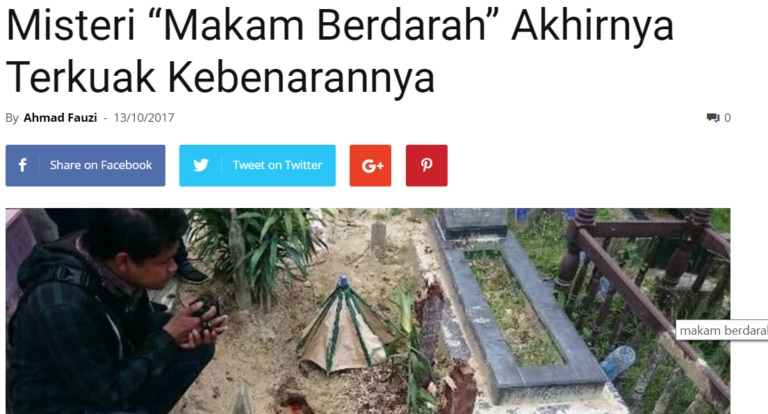 Misteri “Makam Berdarah” Akhirnya
Terkuak Kebenarannya
By Ahmad Fauzi - 13/10/2017
0
Share on Facebook
Tweet on Twitter
G+
makam berdara